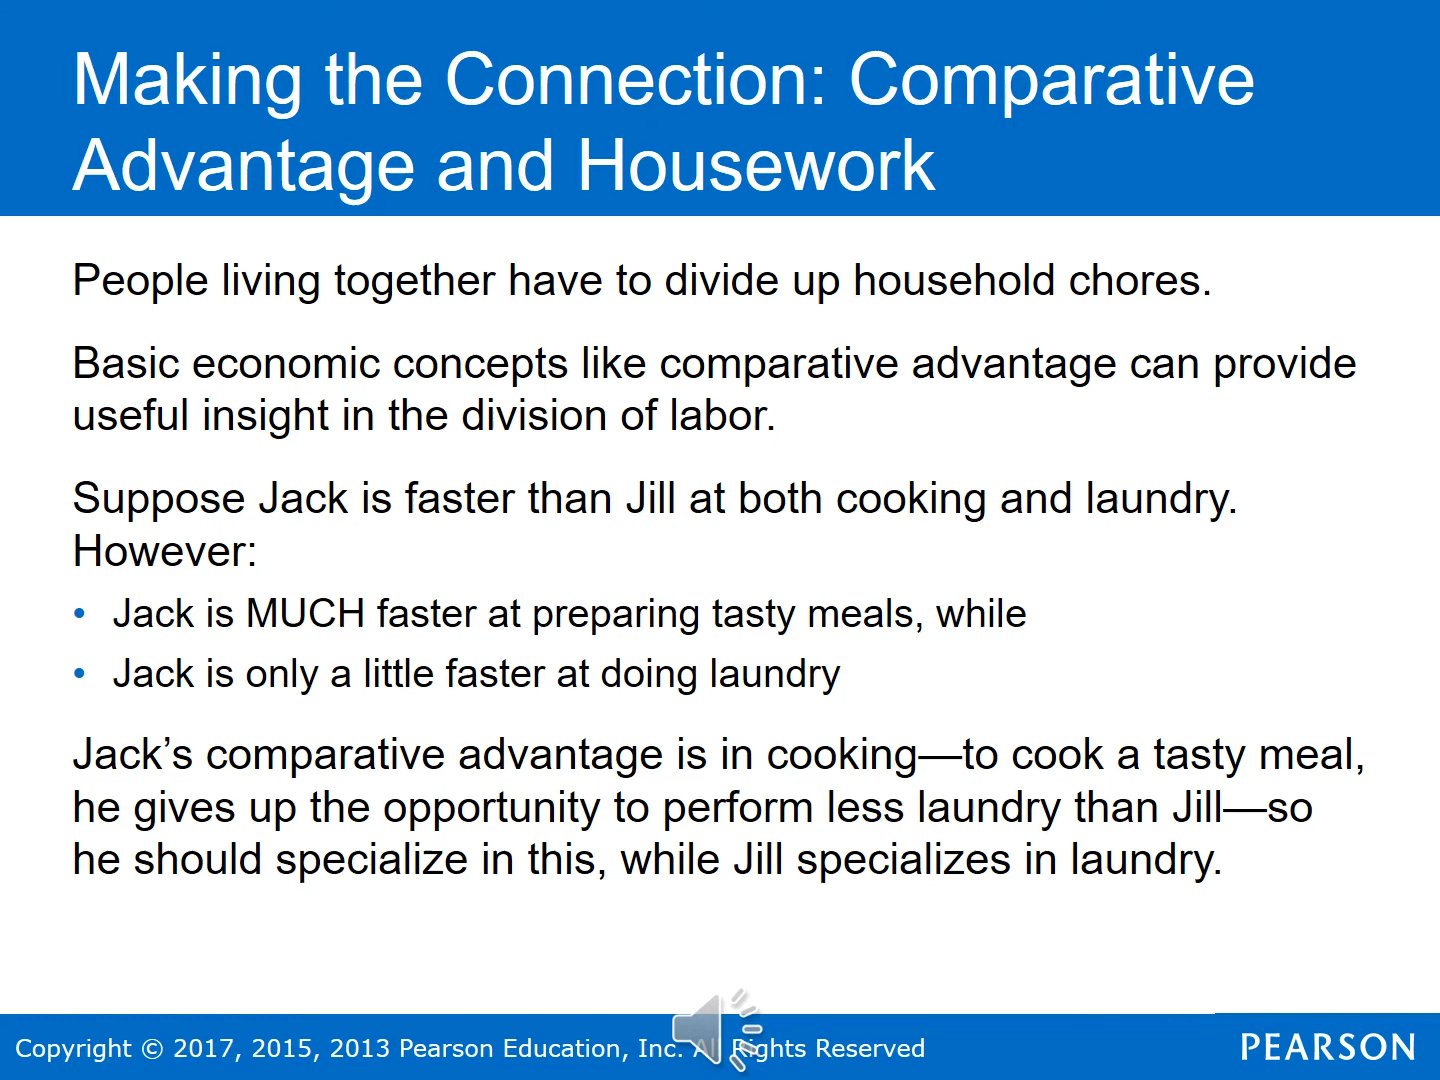 Making the Connection: Comparative
Advantage and Housework
People living together have to divide up household chores.
Basic economic concepts like comparative advantage can provide
useful insight in the division of labor.
Suppose Jack is faster than Jill at both cooking and laundry.
However:
• Jack is MUCH faster at preparing tasty meals, while
• Jack is only a little faster at doing laundry
Jack’s comparative advantage is in cooking—to cook a tasty meal,
he gives up the opportunity to perform less laundry than Jill—so
he should specialize in this, while Jill specializes in laundry.
Copyright © 2017, 2015, 2013 Pearson Education, Inc. All Rights Reserved
PEARSON